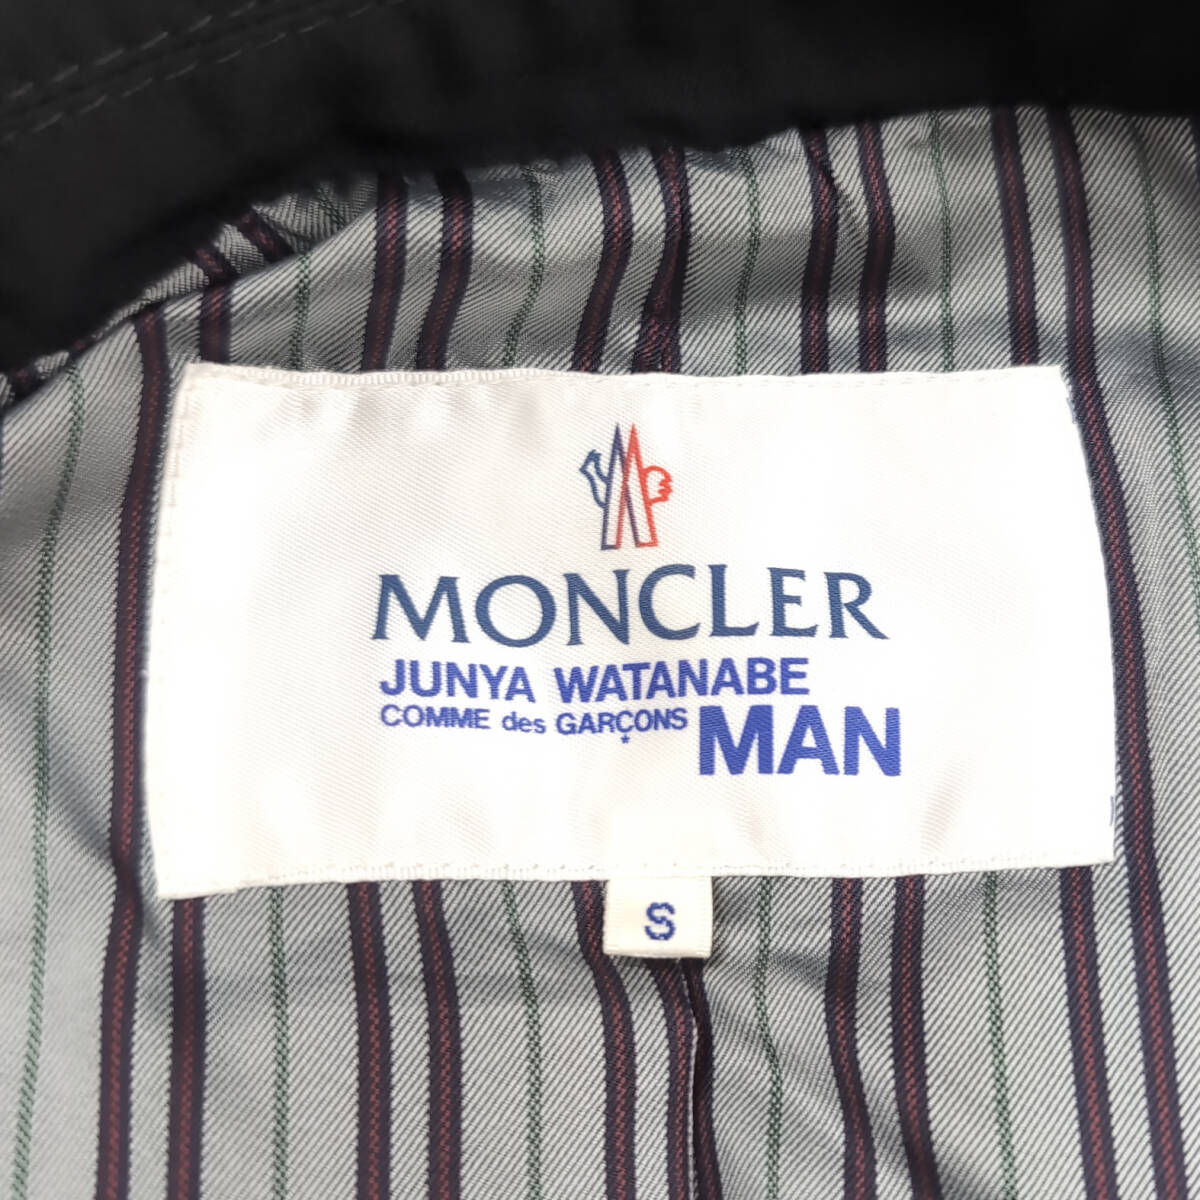 MONCLER
JUNYA WATANABE
COMME des GARÇONS MAN
S